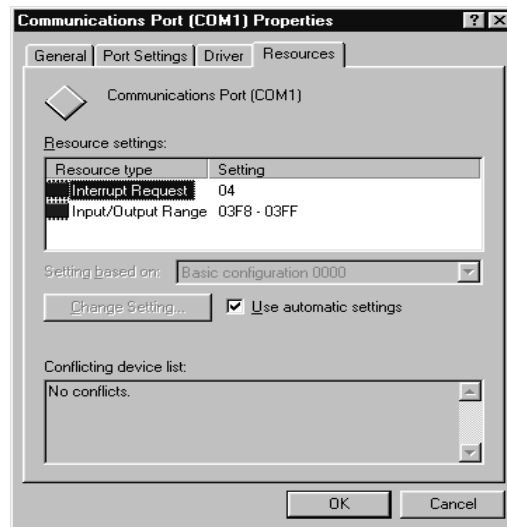 Communications Port (COM1) Properties ? ×
General Port Settings Driver Resources
Communications Port (COM1)
Resource settings:
Resource type Setting
Interrupt Request 04
Input/Output Range 03F8 - 03FF
Setting based on: Basic configuration 0000
Change Setting... Use automatic settings
Conflicting device list:
No conflicts.
OK Cancel